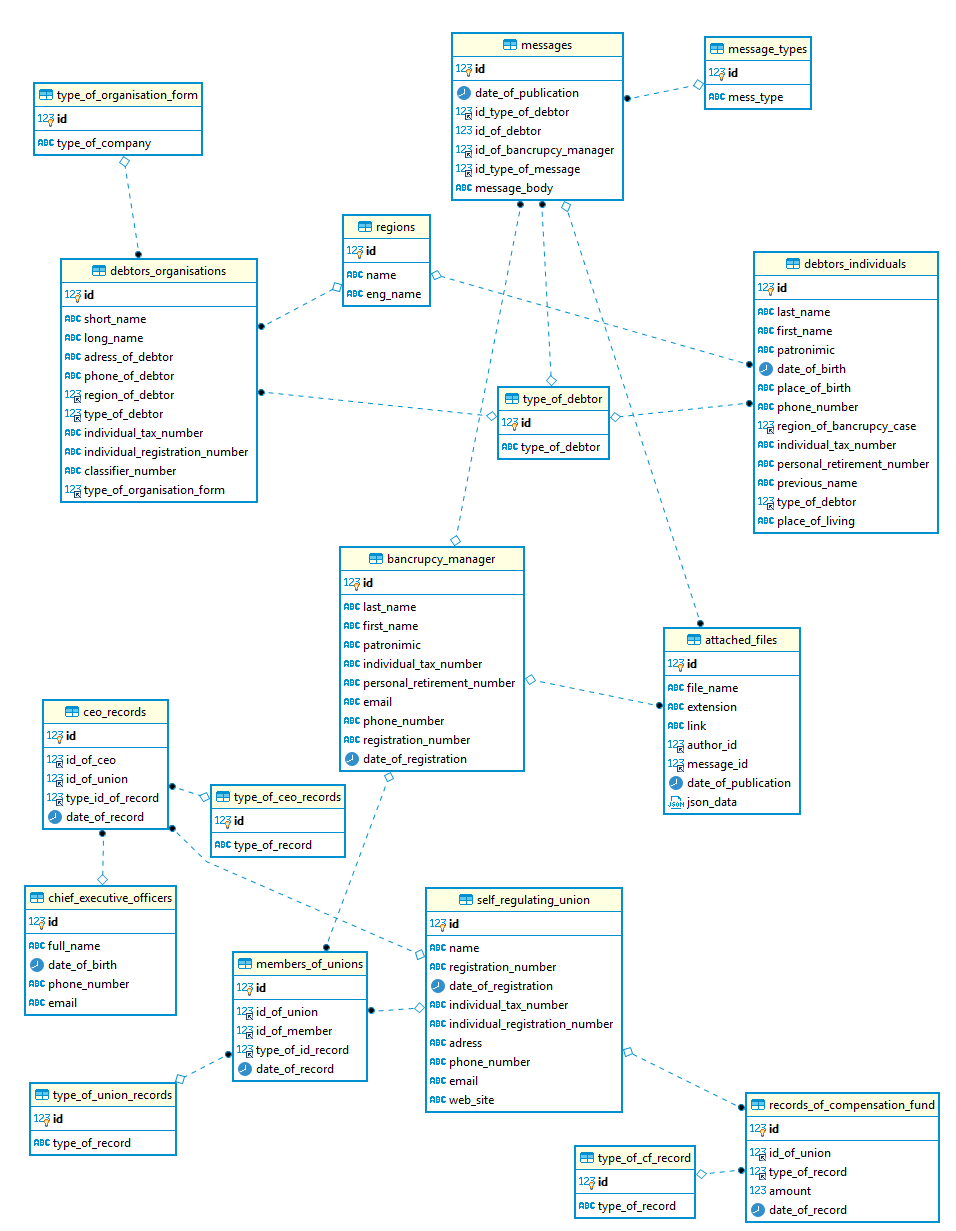 messages
123 id
date_of_publication
123 id_type_of_debtor
123 id_of_debtor
123 id_of_bancrupcy_manager
123 id_type_of_message
ABC message_body
message_types
123 id
ABC mess_type
type_of_organisation_form
123 id
ABC type_of_company
regions
123 id
ABC name
ABC eng_name
debtors_organisations
123 id
ABC short_name
ABC long_name
ABC adress_of_debtor
ABC phone_of_debtor
123 region_of_debtor
123 type_of_debtor
ABC individual_tax_number
ABC individual_registration_number
ABC classifier_number
123 type_of_organisation_form
debtors_individuals
123 id
ABC last_name
ABC first_name
ABC patronimic
date_of_birth
ABC place_of_birth
ABC phone_number
123 region_of_bancrupcy_case
ABC individual_tax_number
ABC personal_retirement_number
ABC previous_name
123 type_of_debtor
ABC place_of_living
type_of_debtor
123 id
ABC type_of_debtor
bancrupcy_manager
123 id
ABC last_name
ABC first_name
ABC patronimic
ABC individual_tax_number
ABC personal_retirement_number
ABC email
ABC phone_number
ABC registration_number
date_of_registration
attached_files
123 id
ABC file_name
ABC extension
ABC link
123 author_id
123 message_id
date_of_publication
JSON json_data
ceo_records
123 id
123 id_of_ceo
123 id_of_union
123 type_id_of_record
date_of_record
type_of_ceo_records
123 id
ABC type_of_record
chief_executive_officers
123 id
ABC full_name
date_of_birth
ABC phone_number
ABC email
self_regulating_union
123 id
ABC name
ABC registration_number
date_of_registration
ABC individual_tax_number
ABC individual_registration_number
ABC adress
ABC phone_number
ABC email
ABC web_site
members_of_unions
123 id
123 id_of_union
123 id_of_member
123 type_of_id_record
date_of_record
type_of_union_records
123 id
ABC type_of_record
records_of_compensation_fund
123 id
123 id_of_union
123 type_of_record
123 amount
date_of_record
type_of_cf_record
123 id
ABC type_of_record